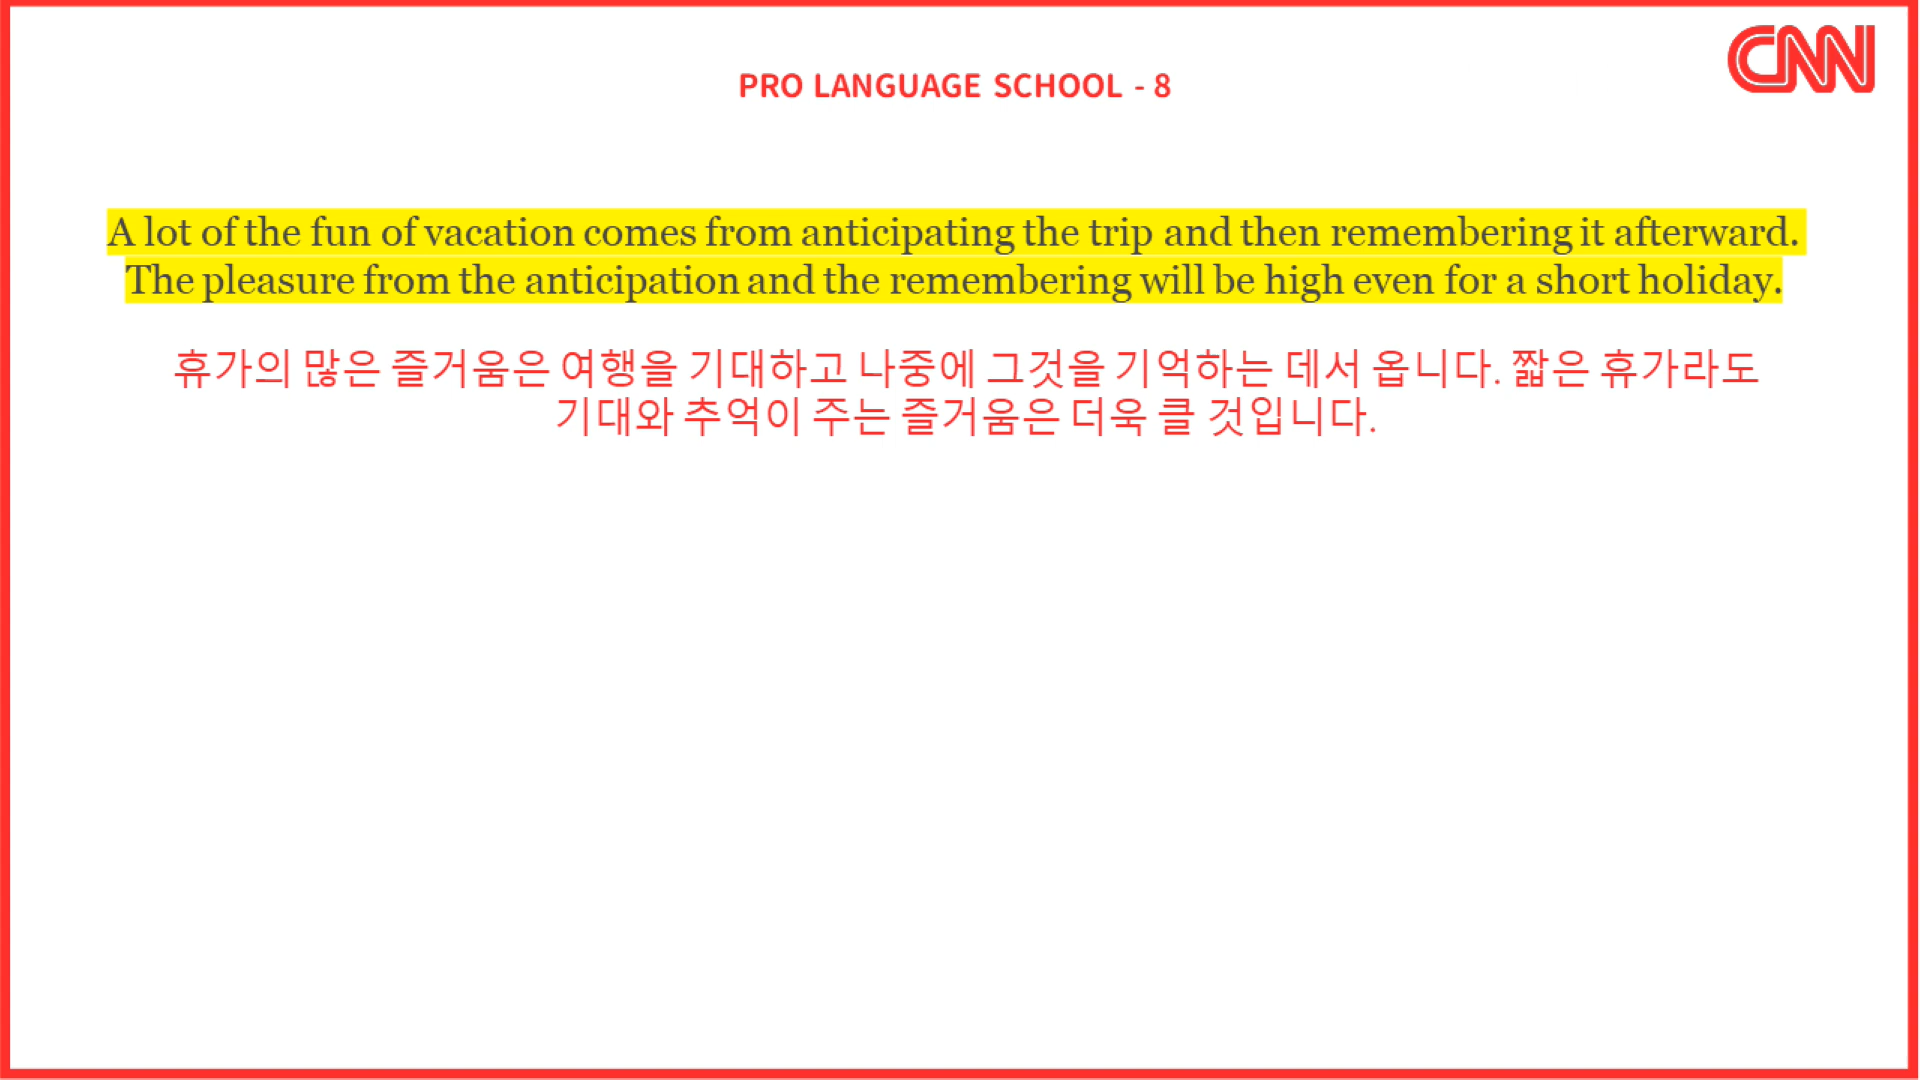 CNN
PRO LANGUAGE SCHOOL - 8
A lot of the fun of vacation comes from anticipating the trip and then remembering it afterward.
The pleasure from the anticipation and the remembering will be high even for a short holiday.
휴가의 많은 즐거움은 여행을 기대하고 나중에 그것을 기억하는 데서 옵니다. 짧은 휴가라도
기대와 추억이 주는 즐거움은 더욱 클 것입니다.